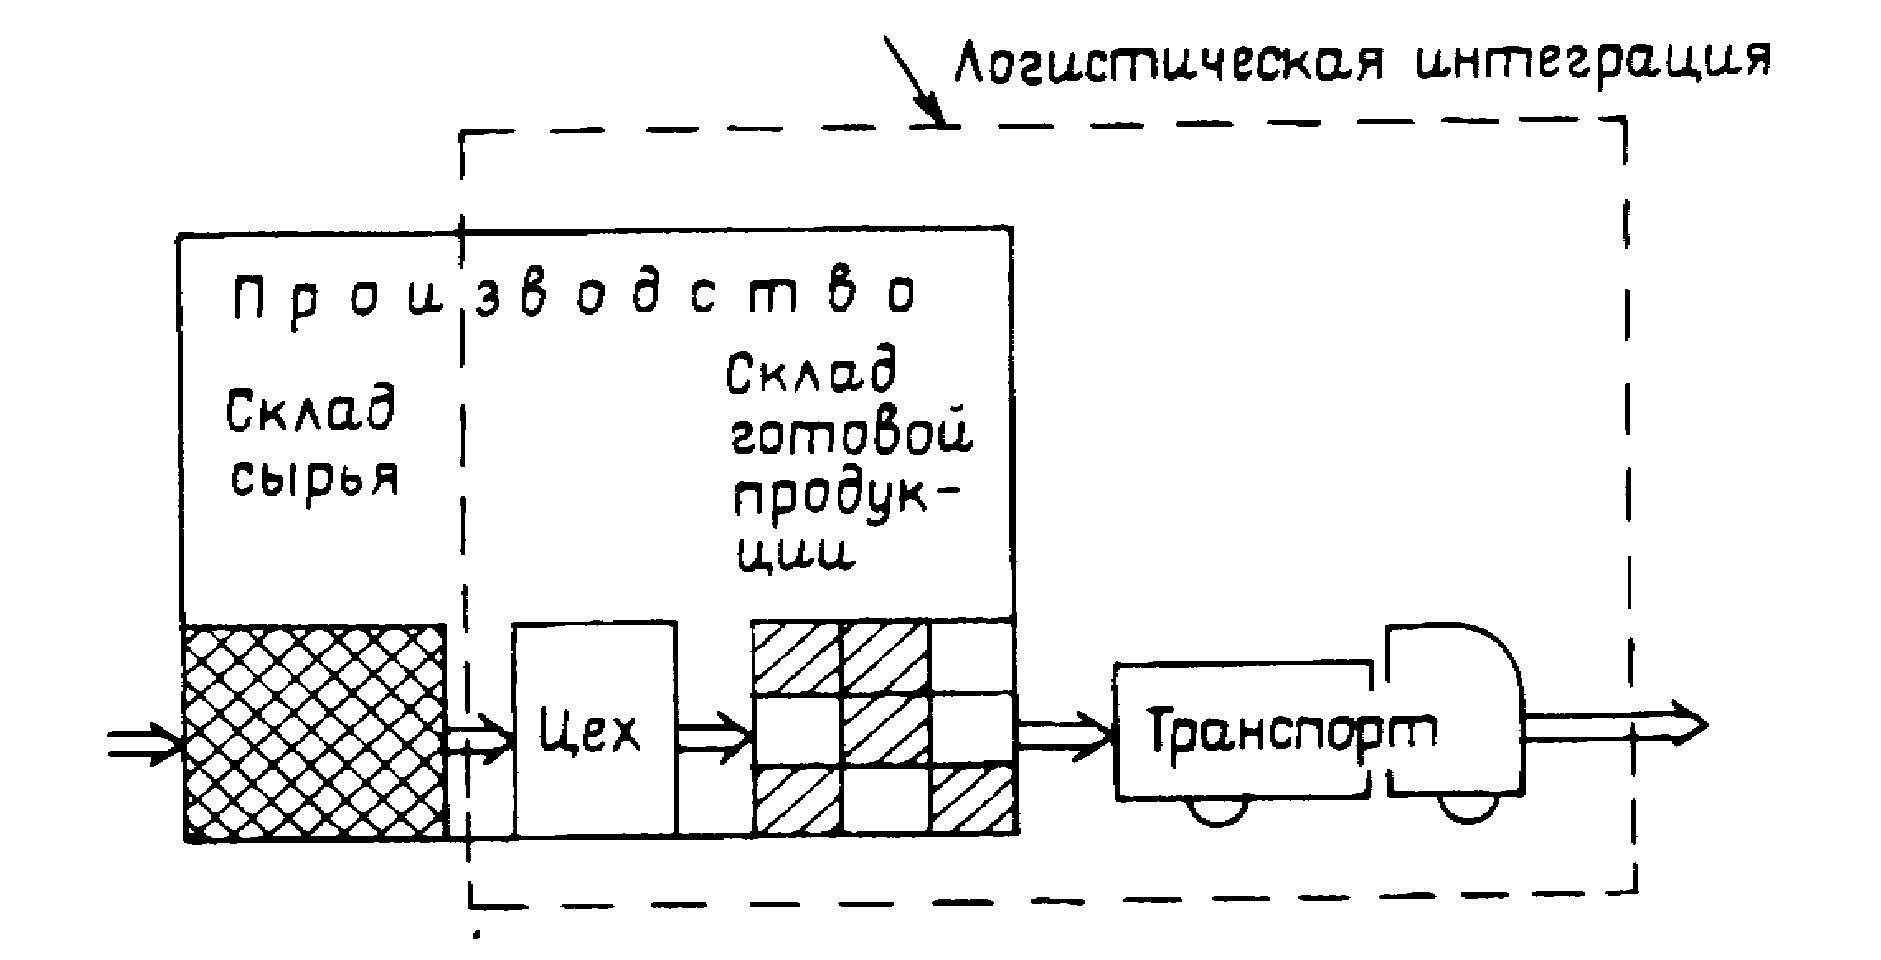 Логистическая интеграция
Производство
Склад
сырья
Склад
готовой
продук-
ции
Цех
Транспорт